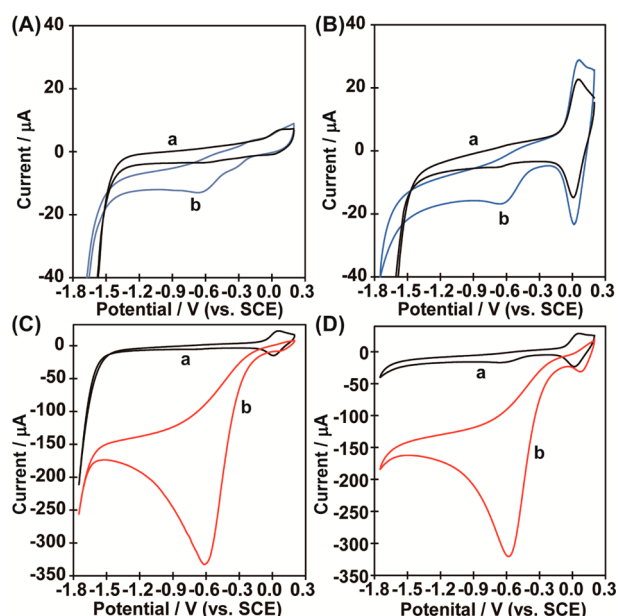 (A)
40
20
0
-20
-40
Current / µA
a
b
-1.8 -1.5 -1.2 -0.9 -0.6 -0.3 0.0 0.3
Potential / V (vs. SCE)
(B)
40
20
0
-20
-40
Current / µA
a
b
-1.8 -1.5 -1.2 -0.9 -0.6 -0.3 0.0 0.3
Potential / V (vs. SCE)
(C)
0
-50
-100
-150
-200
-250
-300
-350
Current / µA
a
b
-1.8 -1.5 -1.2 -0.9 -0.6 -0.3 0.0 0.3
Potential / V (vs. SCE)
(D)
0
-50
-100
-150
-200
-250
-300
-350
Current / µA
a
b
-1.8 -1.5 -1.2 -0.9 -0.6 -0.3 0.0 0.3
Potenital / V (vs. SCE)